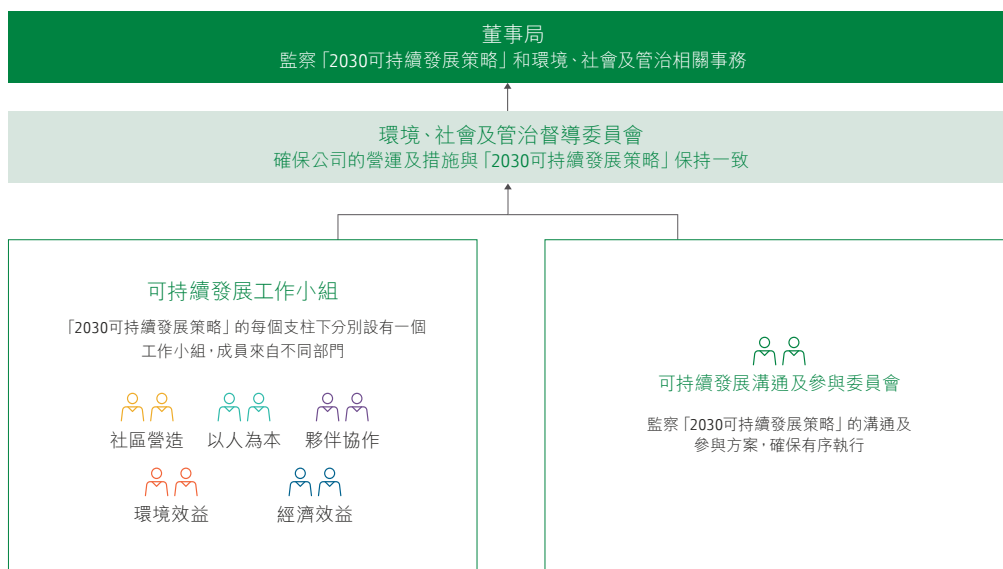 董事局
監察「2030可持續發展策略」和環境、社會及管治相關事務
環境、社會及管治督導委員會
確保公司的營運及措施與「2030可持續發展策略」保持一致
可持續發展工作小組
「2030可持續發展策略」的每個支柱下分別設有一個
工作小組，成員來自不同部門
社區營造
以人為本
夥伴協作
環境效益
經濟效益
可持續發展溝通及參與委員會
監察「2030可持續發展策略」的溝通及
參與方案，確保有序執行